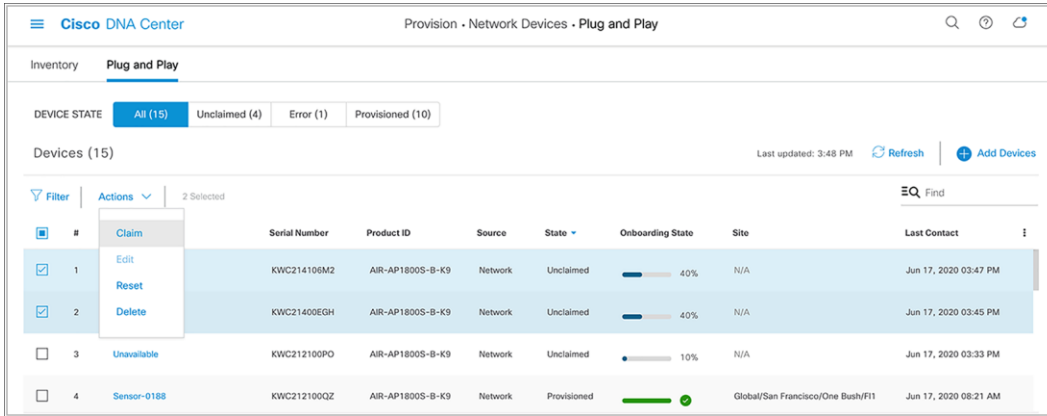 Cisco DNA Center Provision • Network Devices • Plug and Play
Inventory Plug and Play
DEVICE STATE All (15) Unclaimed (4) Error (1) Provisioned (10)
Devices (15) Last updated: 3:48 PM Refresh Add Devices
Filter Actions 2 Selected Find
# Claim Serial Number Product ID Source State Onboarding State Site Last Contact
Edit
1 KWC214106M2 AIR-AP1800S-B-K9 Network Unclaimed 40% N/A Jun 17, 2020 03:47 PM
Reset
2 Delete KWC21400EGH AIR-AP1800S-B-K9 Network Unclaimed 40% N/A Jun 17, 2020 03:45 PM
3 Unavailable KWC212100PO AIR-AP1800S-B-K9 Network Unclaimed 10% N/A Jun 17, 2020 03:33 PM
4 Sensor-0188 KWC212100QZ AIR-AP1800S-B-K9 Network Provisioned Global/San Francisco/One Bush/Fl1 Jun 17, 2020 08:21 AM